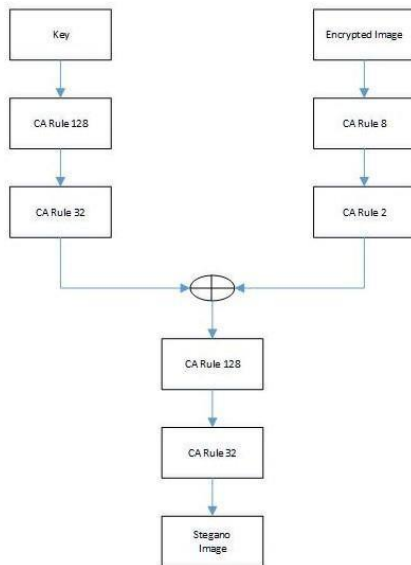 Key
Encrypted Image
CA Rule 128
CA Rule 8
CA Rule 32
CA Rule 2
CA Rule 128
CA Rule 32
Stegano
Image